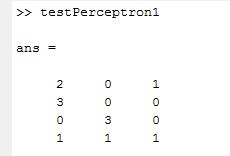 >> testPerceptron1
ans =
2 0 1
3 0 0
0 3 0
1 1 1